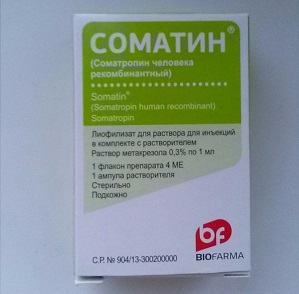 СОМАТИН®
(Соматропин человека
рекомбинантный)
Somatin®
(Somatropin human recombinant)
Somatropin
Лиофилизат для раствора для инъекций
в комплекте с растворителем
Раствор метакрезола 0,3% по 1 мл
1 флакон препарата 4 МЕ
1 ампула растворителя
Стерильно
Подкожно
bf
BIOFARMA
С.Р. № 904/13-300200000